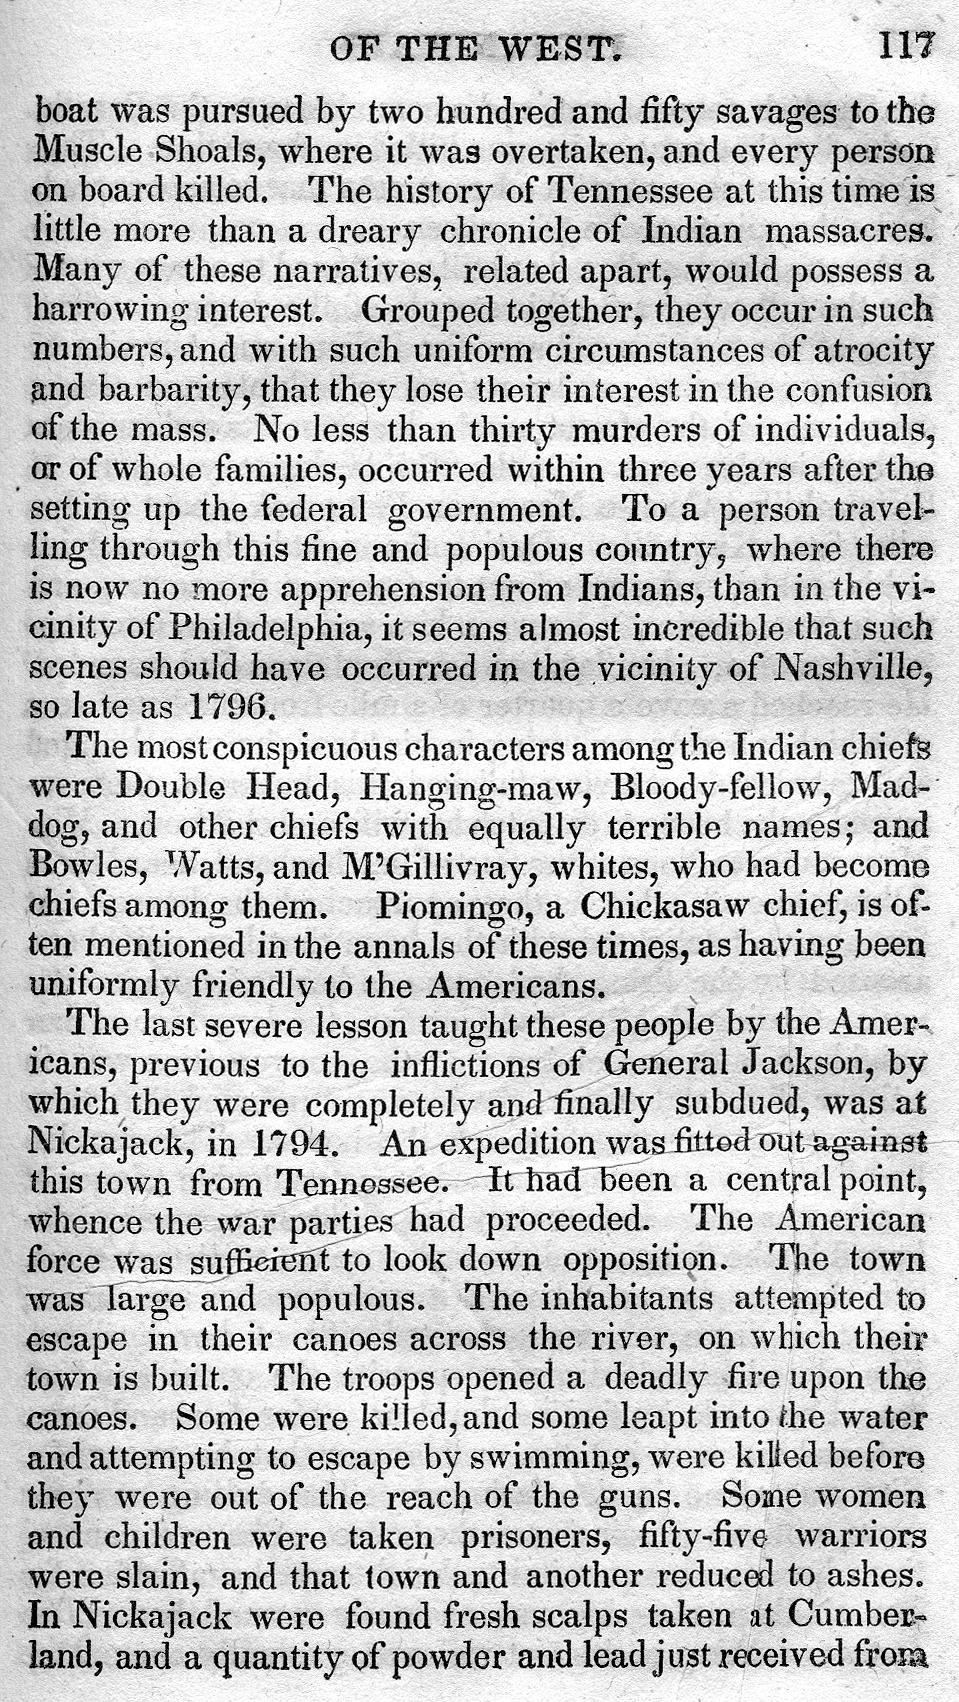 OF THE WEST. 117
boat was pursued by two hundred and fifty savages to the
Muscle Shoals, where it was overtaken, and every person
on board killed. The history of Tennessee at this time is
little more than a dreary chronicle of Indian massacres.
Many of these narratives, related apart, would possess a
harrowing interest. Grouped together, they occur in such
numbers, and with such uniform circumstances of atrocity
and barbarity, that they lose their interest in the confusion
of the mass. No less than thirty murders of individuals,
or of whole families, occurred within three years after the
setting up the federal government. To a person travel-
ling through this fine and populous country, where there
is now no more apprehension from Indians, than in the vi-
cinity of Philadelphia, it seems almost incredible that such
scenes should have occurred in the vicinity of Nashville,
so late as 1796.
The most conspicuous characters among the Indian chiefs
were Double Head, Hanging-maw, Bloody-fellow, Mad-
dog, and other chiefs with equally terrible names; and
Bowles, Watts, and M'Gillivray, whites, who had become
chiefs among them. Piomingo, a Chickasaw chief, is of-
ten mentioned in the annals of these times, as having been
uniformly friendly to the Americans.
The last severe lesson taught these people by the Amer-
icans, previous to the inflictions of General Jackson, by
which they were completely and finally subdued, was at
Nickajack, in 1794. An expedition was fitted out against
this town from Tennessee. It had been a central point,
whence the war parties had proceeded. The American
force was sufficient to look down opposition. The town
was large and populous. The inhabitants attempted to
escape in their canoes across the river, on which their
town is built. The troops opened a deadly fire upon the
canoes. Some were killed, and some leapt into the water
and attempting to escape by swimming, were killed before
they were out of the reach of the guns. Some women
and children were taken prisoners, fifty-five warriors
were slain, and that town and another reduced to ashes.
In Nickajack were found fresh scalps taken at Cumber-
land, and a quantity of powder and lead just received from